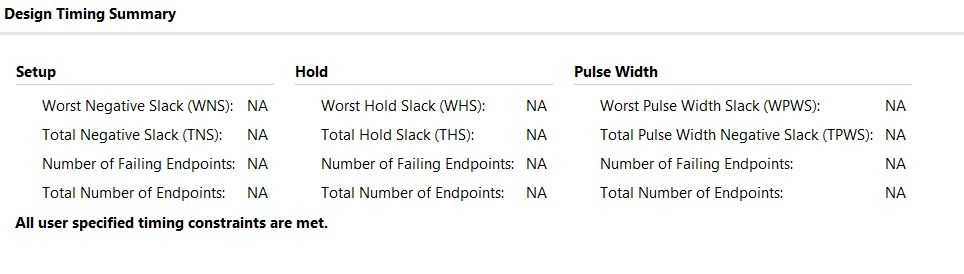 Design Timing Summary
Setup Hold Pulse Width
Worst Negative Slack (WNS): NA Worst Hold Slack (WHS): NA Worst Pulse Width Slack (WPWS): NA
Total Negative Slack (TNS): NA Total Hold Slack (THS): NA Total Pulse Width Negative Slack (TPWS): NA
Number of Failing Endpoints: NA Number of Failing Endpoints: NA Number of Failing Endpoints: NA
Total Number of Endpoints: NA Total Number of Endpoints: NA Total Number of Endpoints: NA
All user specified timing constraints are met.